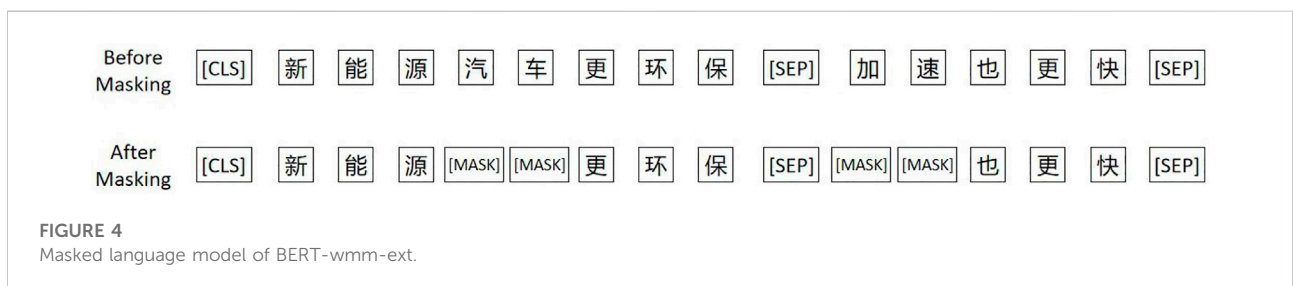 Before Masking [CLS] 新 能 源 汽 车 更 环 保 [SEP] 加 速 也 更 快 [SEP]
After Masking [CLS] 新 能 源 [MASK] [MASK] 更 环 保 [SEP] [MASK] [MASK] 也 更 快 [SEP]
FIGURE 4
Masked language model of BERT-wmm-ext.